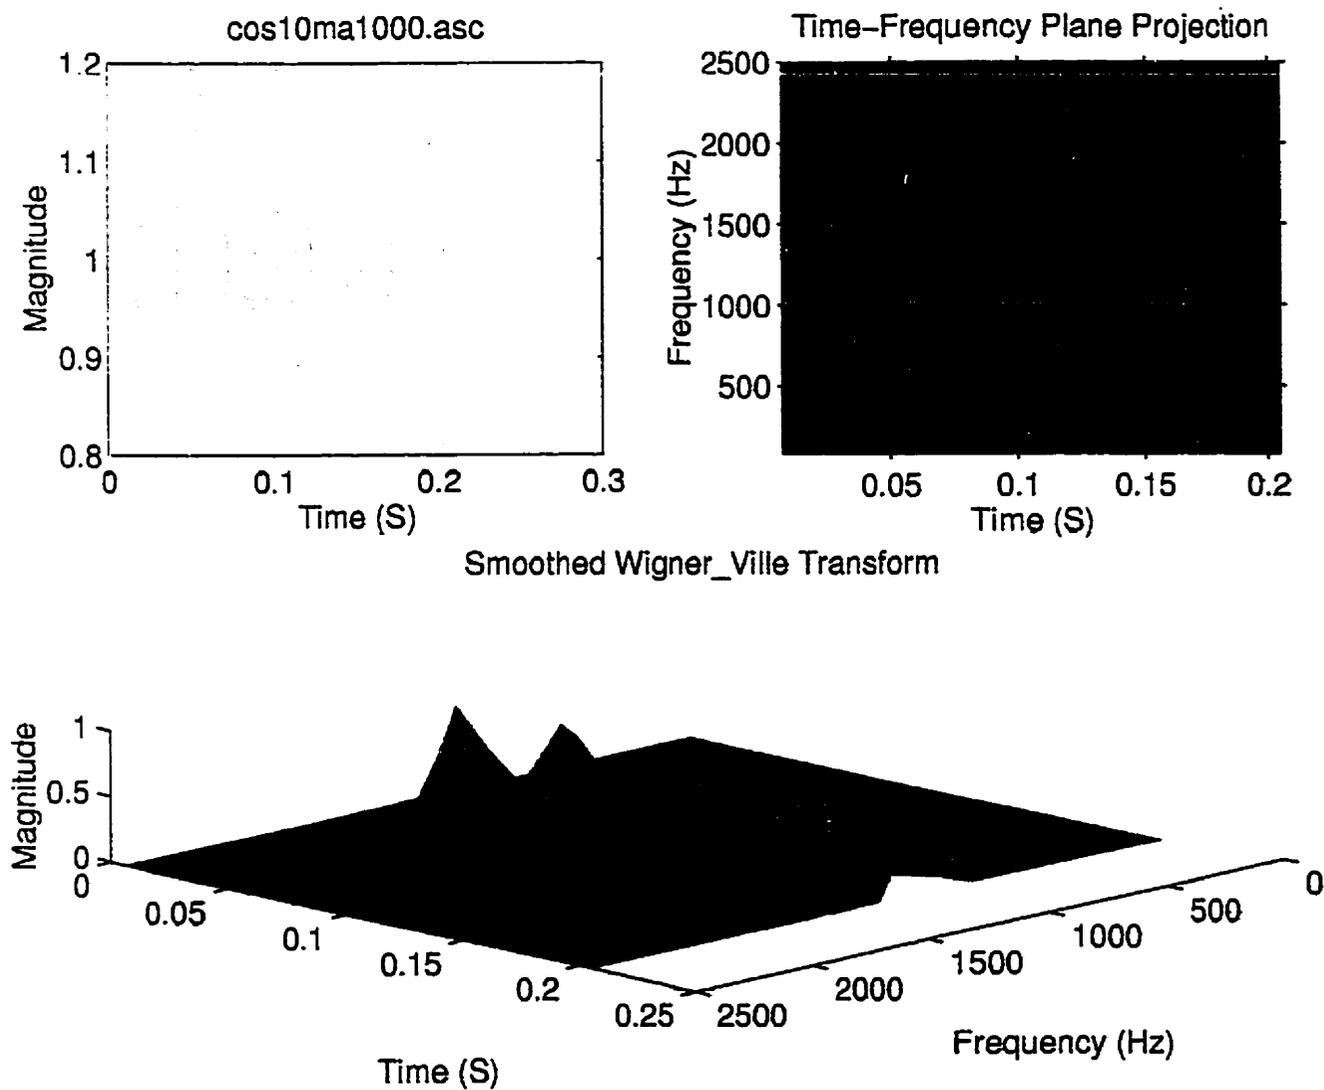 cos10ma1000.asc
1.2
1.1
1
0.9
0.8
Magnitude
0 0.1 0.2 0.3
Time (S)
Time–Frequency Plane Projection
2500
2000
1500
1000
500
Frequency (Hz)
0.05 0.1 0.15 0.2
Time (S)
Smoothed Wigner_Ville Transform
1
0.5
0
Magnitude
0
0.05
0.1
0.15
0.2
0.25
Time (S)
2500
2000
1500
1000
500
0
Frequency (Hz)